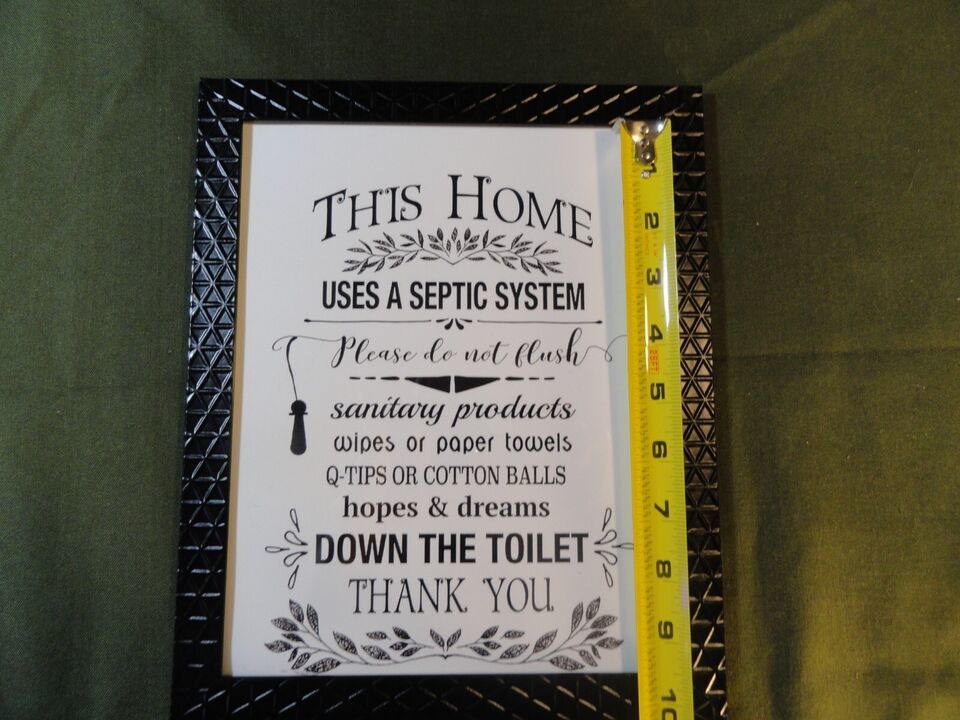 THIS HOME
USES A SEPTIC SYSTEM
Please do not flush
sanitary products
wipes or paper towels
Q-TIPS OR COTTON BALLS
hopes & dreams
DOWN THE TOILET
THANK YOU
1
2
3
4
5
6
7
8
9
10